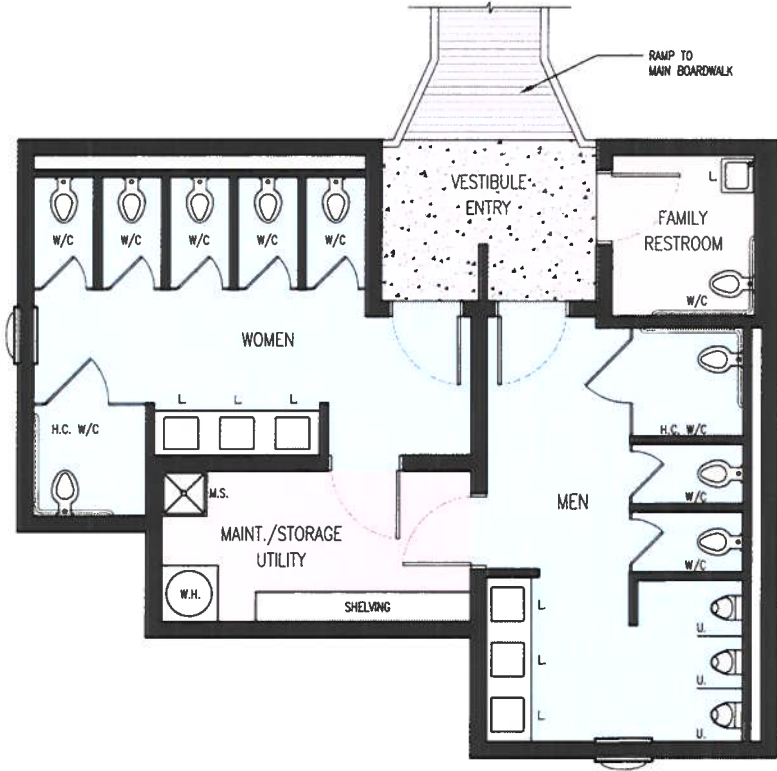 RAMP TO
MAIN BOARDWALK
VESTIBULE
ENTRY
L
FAMILY
RESTROOM
W/C
W/C
W/C
W/C
W/C
W/C
WOMEN
L
L
L
H.C. W/C
H.C. W/C
M.S.
W/C
MEN
MAINT./STORAGE
UTILITY
W/C
W.H.
SHELVING
L
U.
L
U.
L
U.